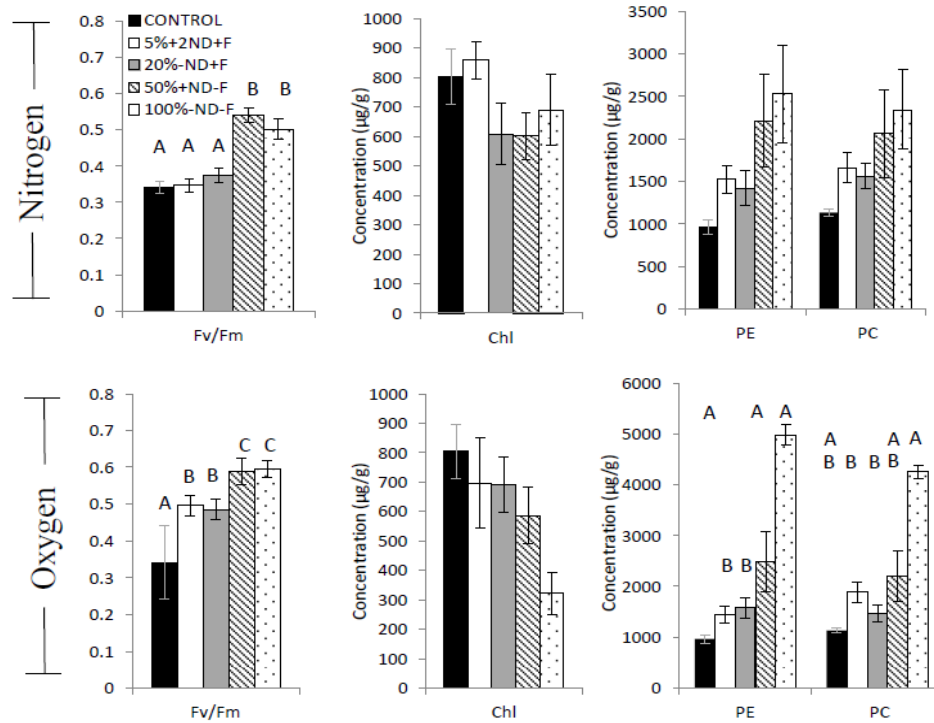 Nitrogen
0.8
0.7
0.6
0.5
0.4
0.3
0.2
0.1
0
CONTROL
5%+2ND+F
20%-ND+F
50%+ND-F
100%-ND-F
A A A B B
Fv/Fm
Concentration (µg/g)
1000
900
800
700
600
500
400
300
200
100
0
Chl
Concentration (µg/g)
3500
3000
2500
2000
1500
1000
500
0
PE PC
Oxygen
0.8
0.7
0.6
0.5
0.4
0.3
0.2
0.1
0
A B B C C
Fv/Fm
Concentration (µg/g)
1000
900
800
700
600
500
400
300
200
100
0
Chl
Concentration (µg/g)
6000
5000
4000
3000
2000
1000
0
A A A A A A
B B B B
B B
PE PC